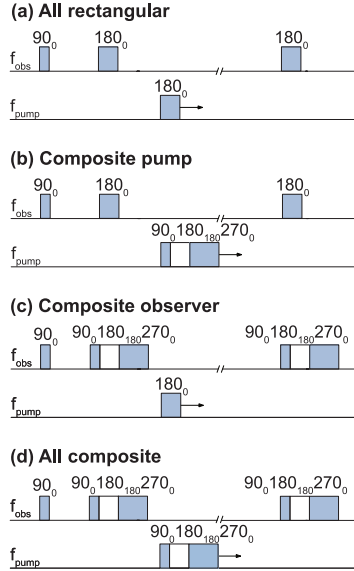 (a) All rectangular
90₀ 180₀ 180₀
f_obs
180₀
f_pump
(b) Composite pump
90₀ 180₀ 180₀
f_obs
90₀180₁₈₀270₀
f_pump
(c) Composite observer
90₀ 90₀180₁₈₀270₀ 90₀180₁₈₀270₀
f_obs
180₀
f_pump
(d) All composite
90₀ 90₀180₁₈₀270₀ 90₀180₁₈₀270₀
f_obs
90₀180₁₈₀270₀
f_pump